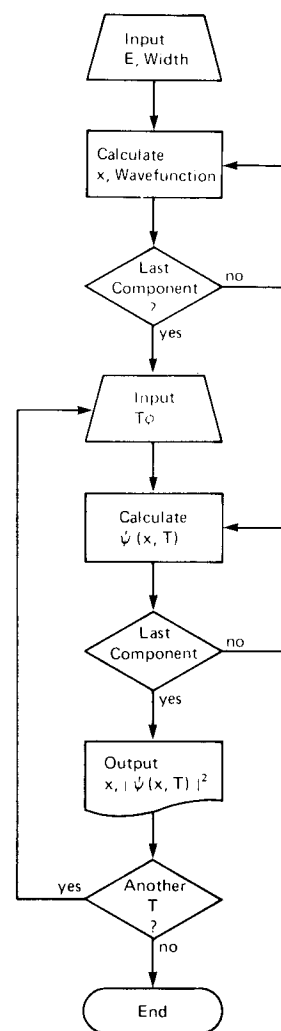 Input
E, Width
Calculate
x, Wavefunction
Last
Component
?
no
yes
Input
Tφ
Calculate
ψ (x, T)
Last
Component
no
yes
Output
x, | ψ(x, T) |²
Another
T
?
yes
no
End